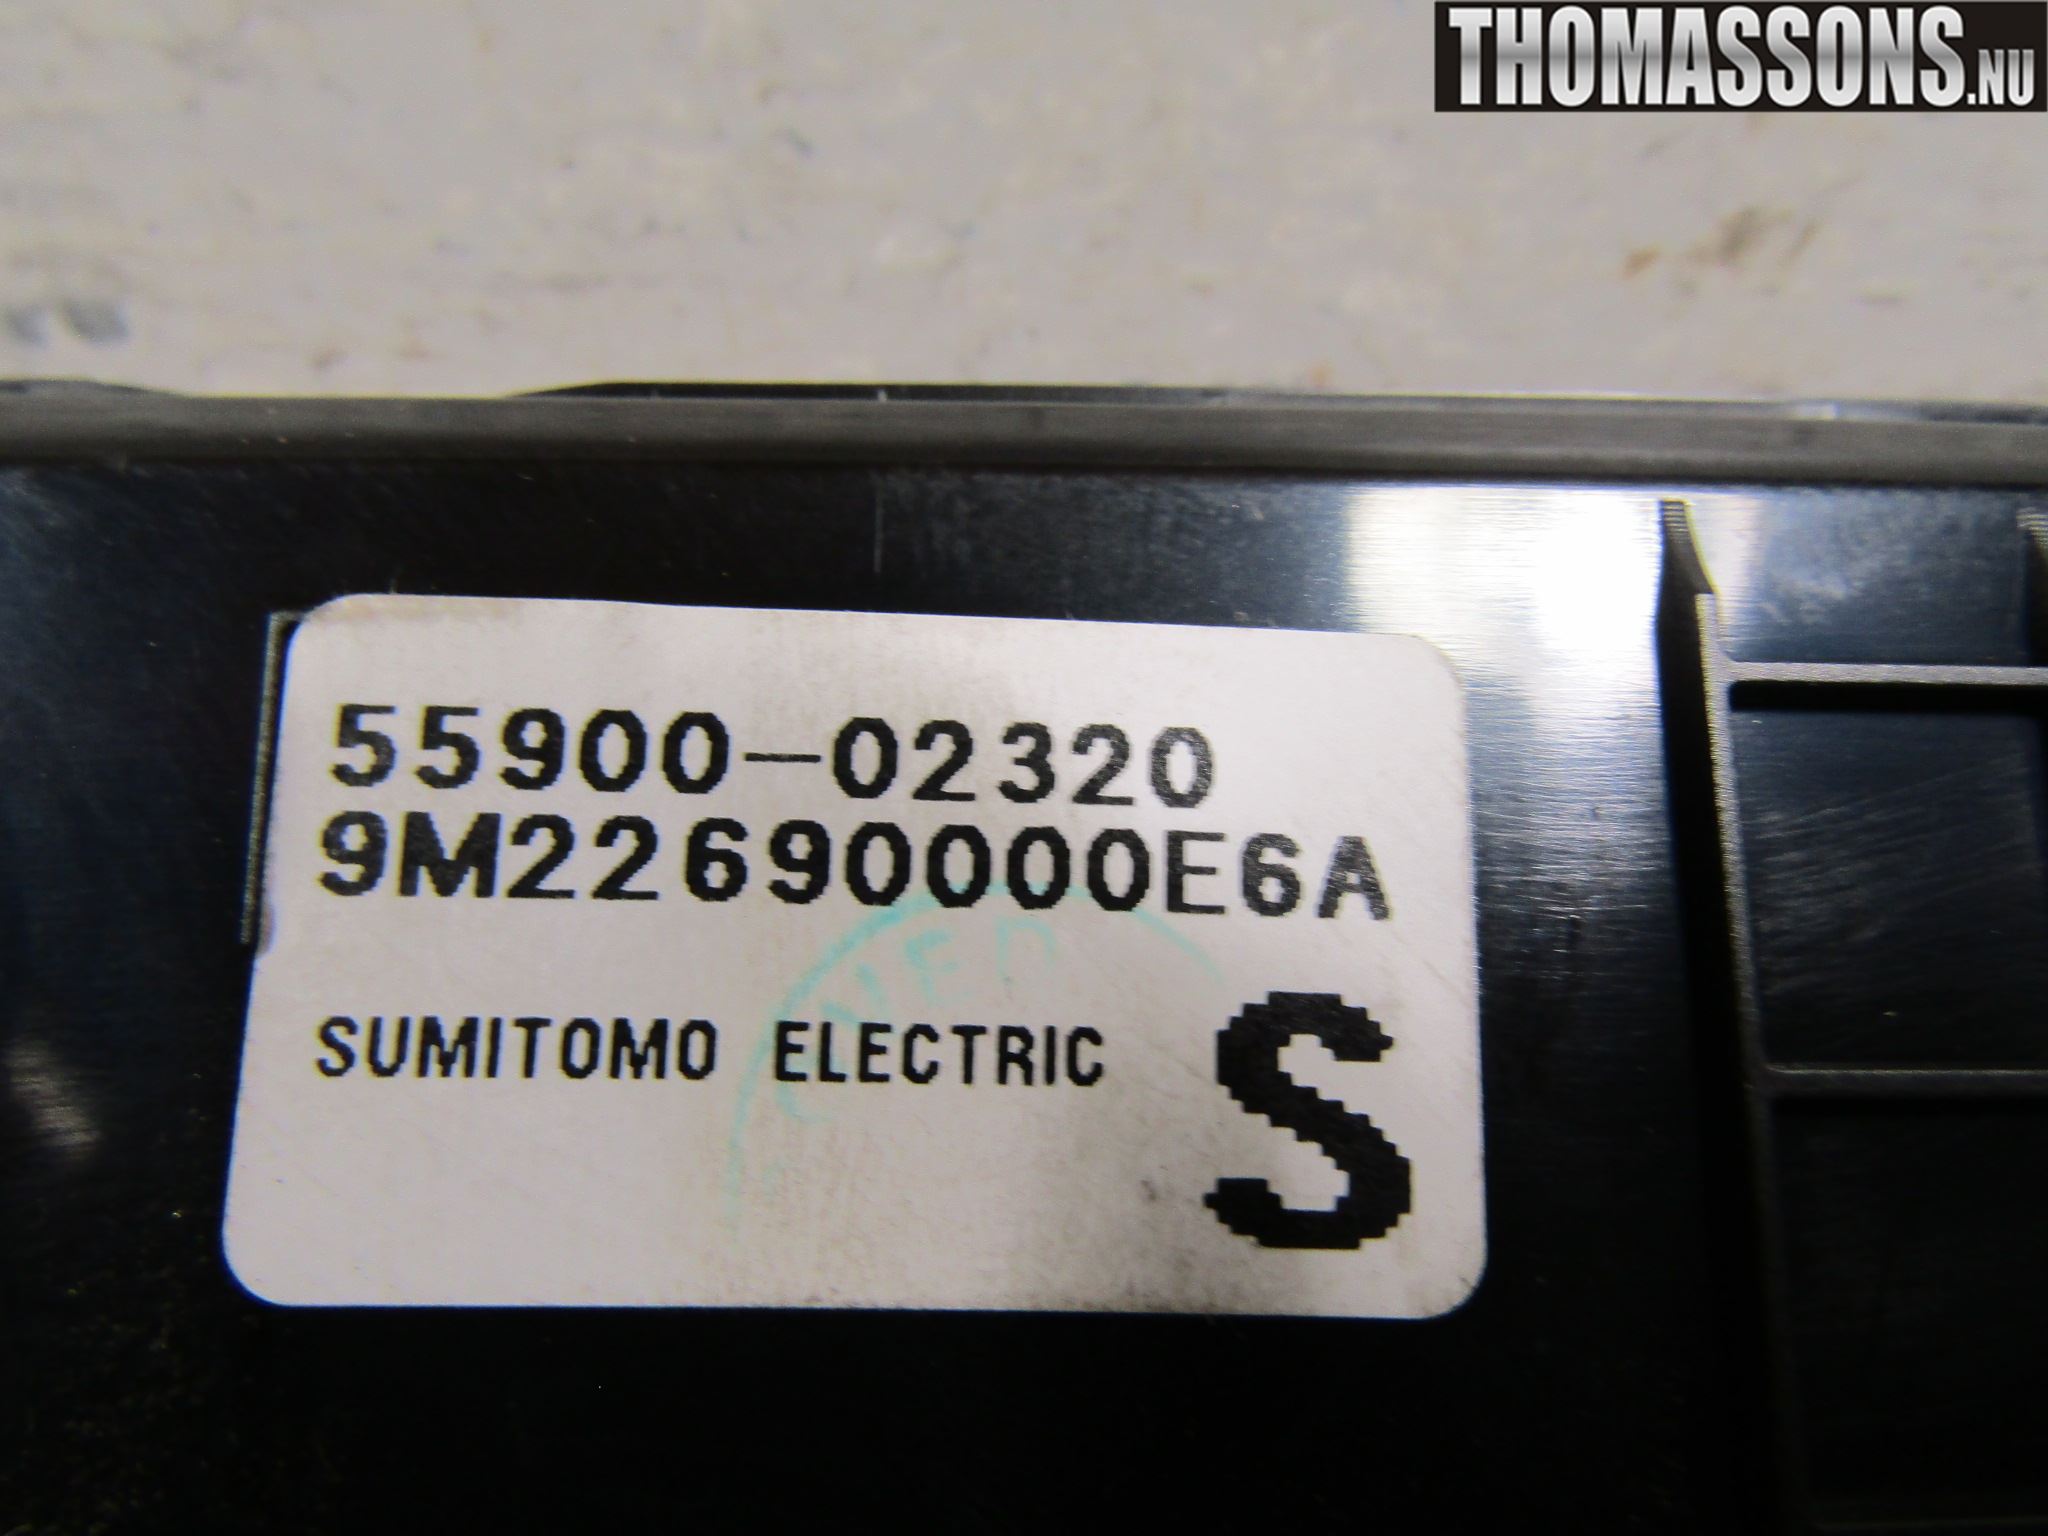 THOMASSONS.NU
55900-02320
9M22690000E6A
SUMITOMO ELECTRIC
S